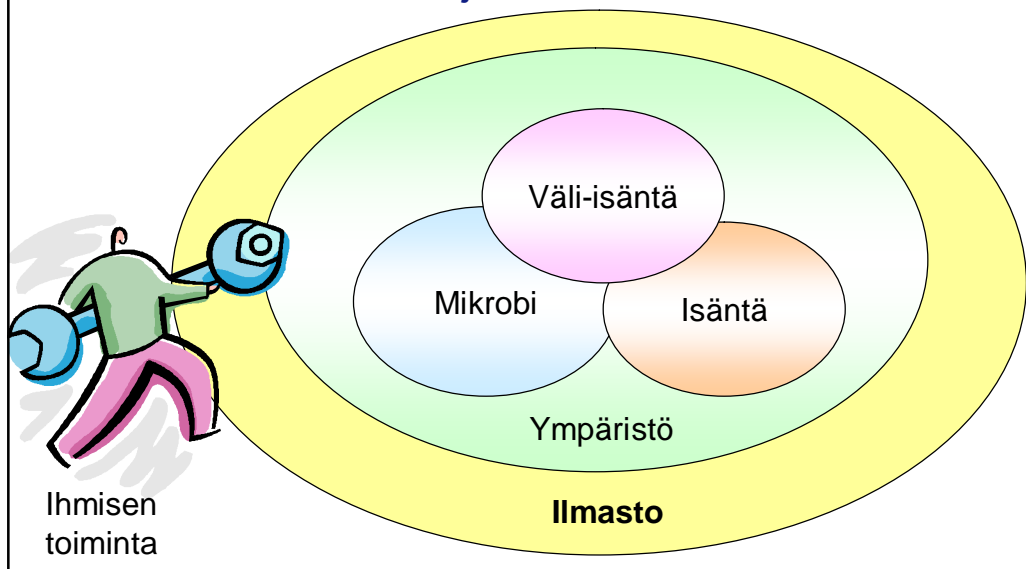 Väli-isäntä
Mikrobi
Isäntä
Ympäristö
Ilmasto
Ihmisen
toiminta